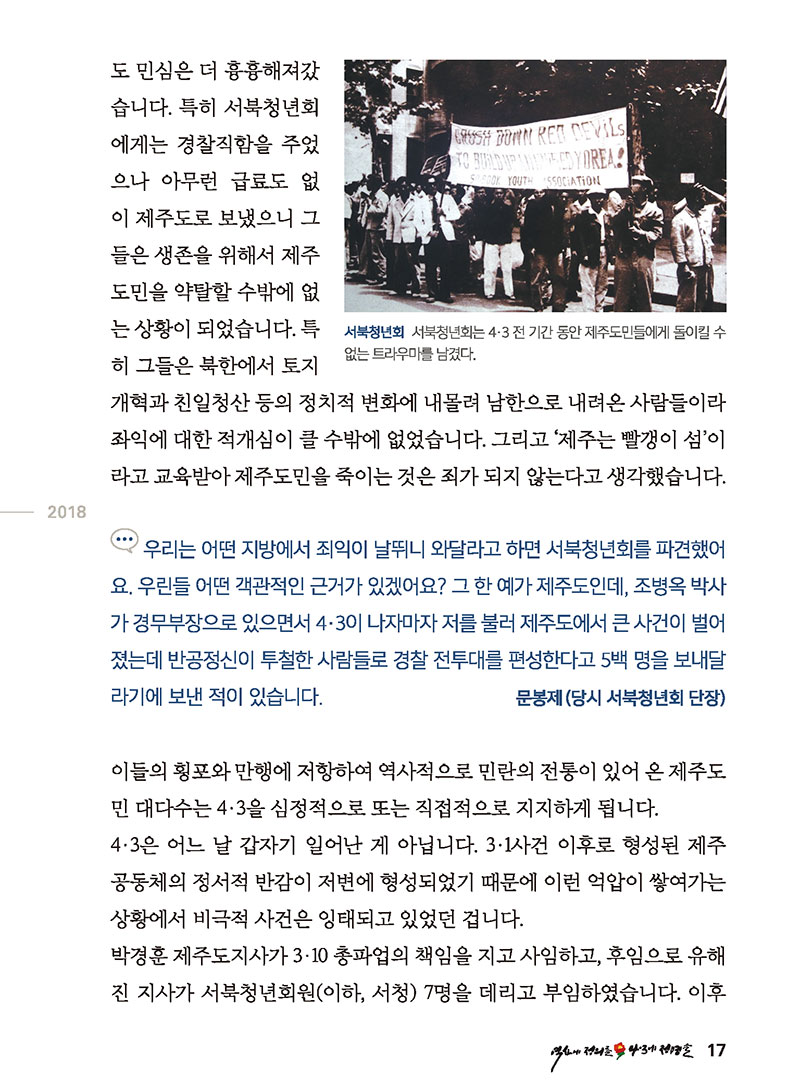 도 민심은 더 흉흉해져갔
습니다. 특히 서북청년회
에게는 경찰직함을 주었
으나 아무런 급료도 없
이 제주도로 보냈으니 그
들은 생존을 위해서 제주
도민을 약탈할 수밖에 없
는 상황이 되었습니다. 특
히 그들은 북한에서 토지
CRUSH DOWN RED DEVILS
TO BUILD UP UNITED KOREA!
YOUTH ASSOCIATION
서북청년회 서북청년회는 4·3 전 기간 동안 제주도민들에게 돌이킬 수
없는 트라우마를 남겼다.
개혁과 친일청산 등의 정치적 변화에 내몰려 남한으로 내려온 사람들이라
좌익에 대한 적개심이 클 수밖에 없었습니다. 그리고 ‘제주는 빨갱이 섬’이
라고 교육받아 제주도민을 죽이는 것은 죄가 되지 않는다고 생각했습니다.
2018
우리는 어떤 지방에서 죄익이 날뛰니 와달라고 하면 서북청년회를 파견했어
요. 우린들 어떤 객관적인 근거가 있겠어요? 그 한 예가 제주도인데, 조병옥 박사
가 경무부장으로 있으면서 4·3이 나자마자 저를 불러 제주도에서 큰 사건이 벌어
졌는데 반공정신이 투철한 사람들로 경찰 전투대를 편성한다고 5백 명을 보내달
라기에 보낸 적이 있습니다. 문봉제(당시 서북청년회 단장)
이들의 횡포와 만행에 저항하여 역사적으로 민란의 전통이 있어 온 제주도
민 대다수는 4·3을 심정적으로 또는 직접적으로 지지하게 됩니다.
4·3은 어느 날 갑자기 일어난 게 아닙니다. 3·1사건 이후로 형성된 제주
공동체의 정서적 반감이 저변에 형성되었기 때문에 이런 억압이 쌓여가는
상황에서 비극적 사건은 잉태되고 있었던 겁니다.
박경훈 제주도지사가 3·10 총파업의 책임을 지고 사임하고, 후임으로 유해
진 지사가 서북청년회원(이하, 서청) 7명을 데리고 부임하였습니다. 이후
역사에 정의를 4·3에 정명을 17